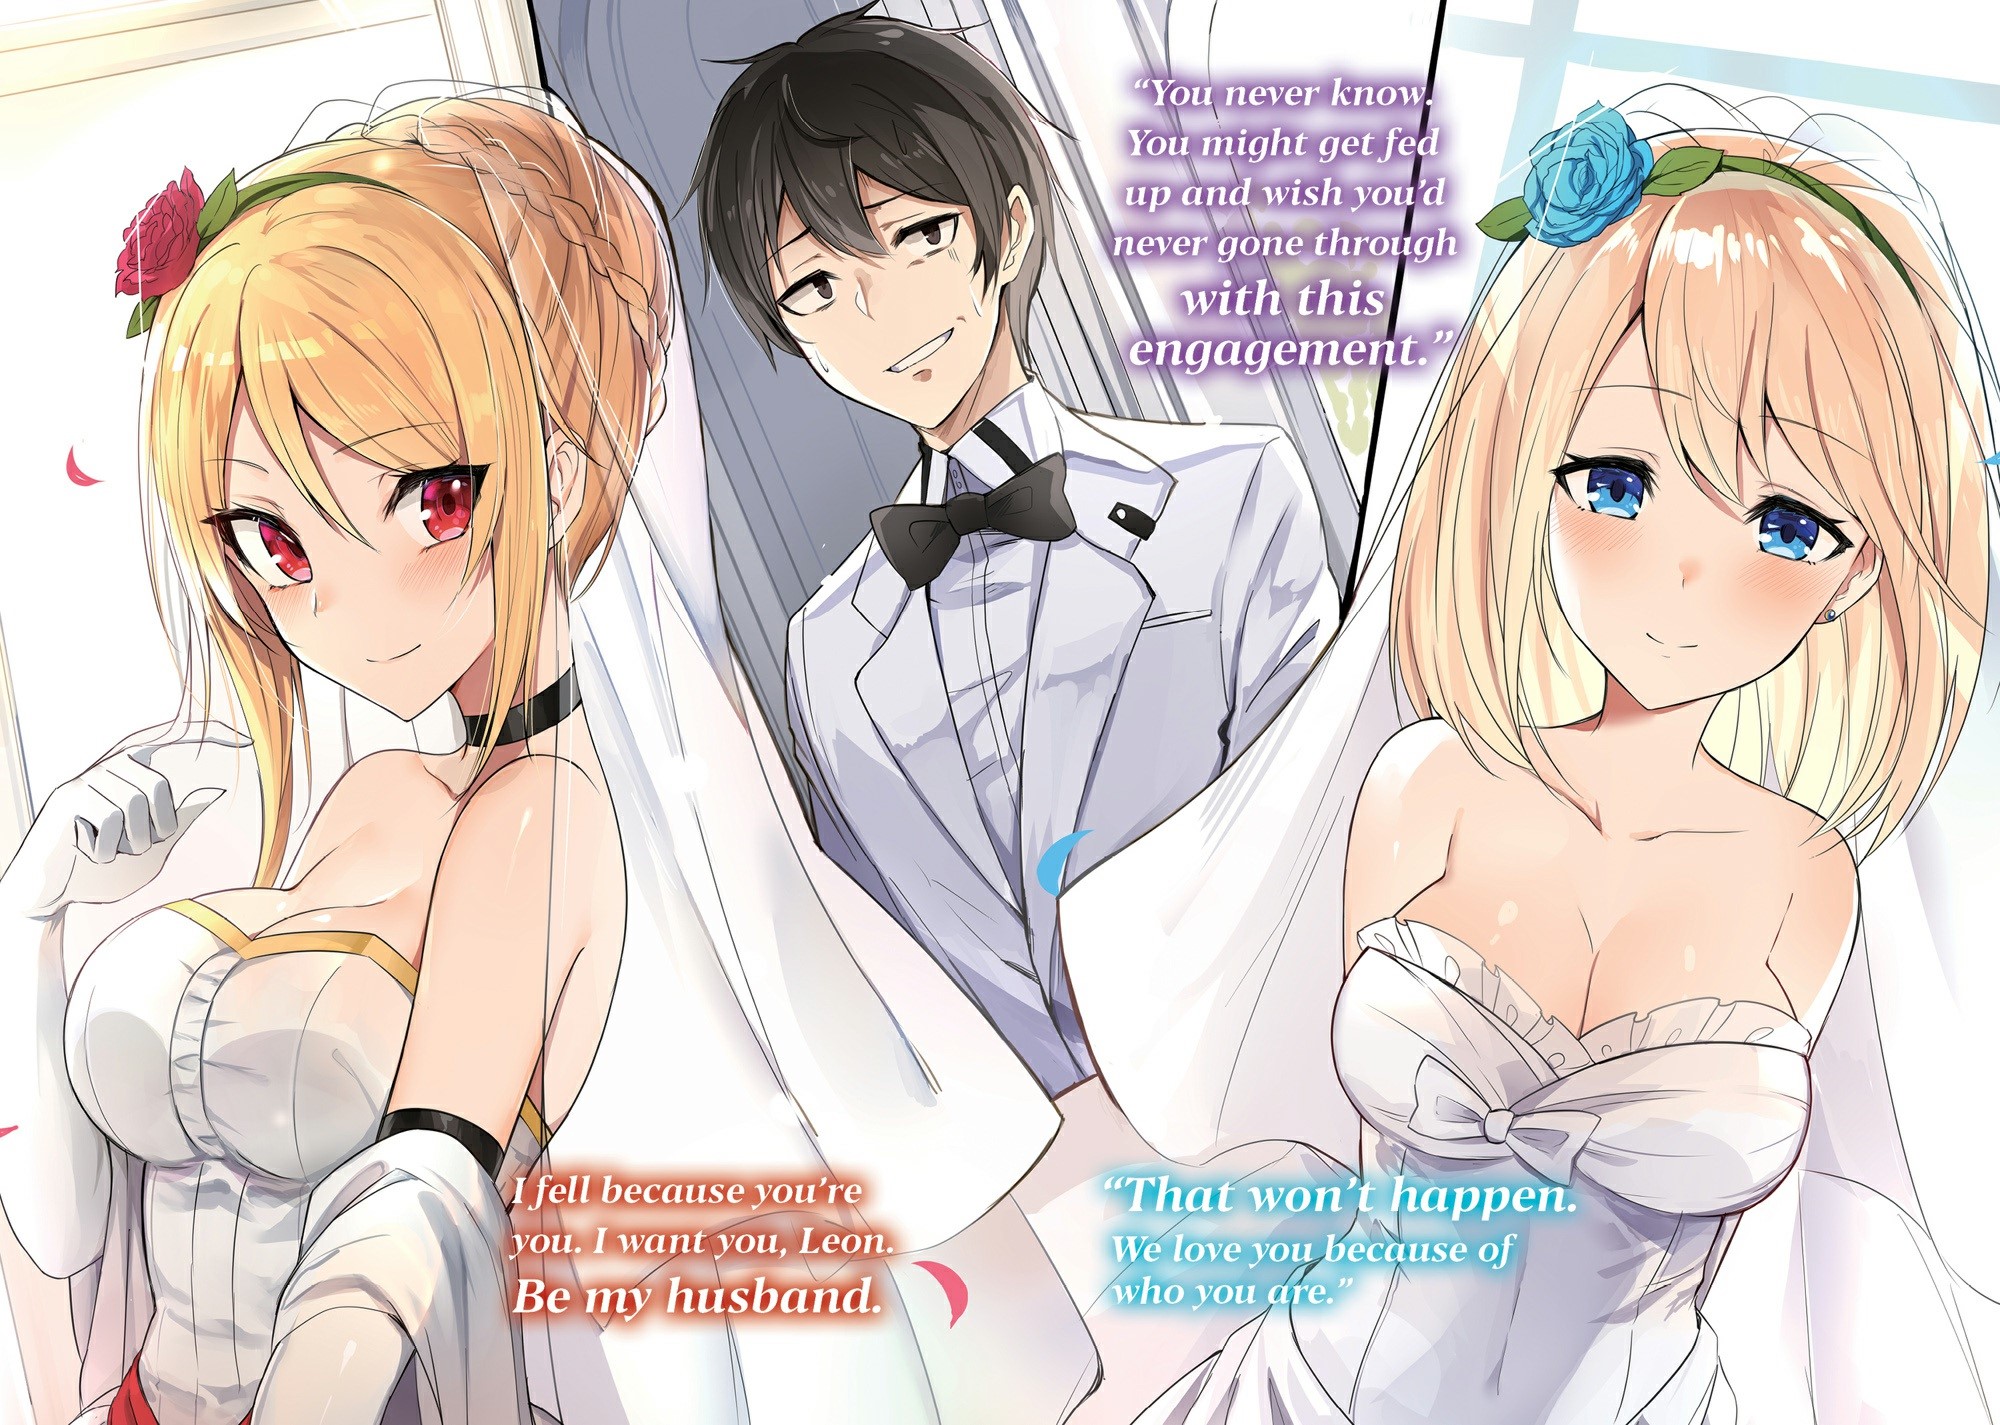 “You never know.
You might get fed
up and wish you’d
never gone through
with this
engagement.”
I fell because you’re
you. I want you, Leon.
Be my husband.
“That won’t happen.
We love you because of
who you are.”